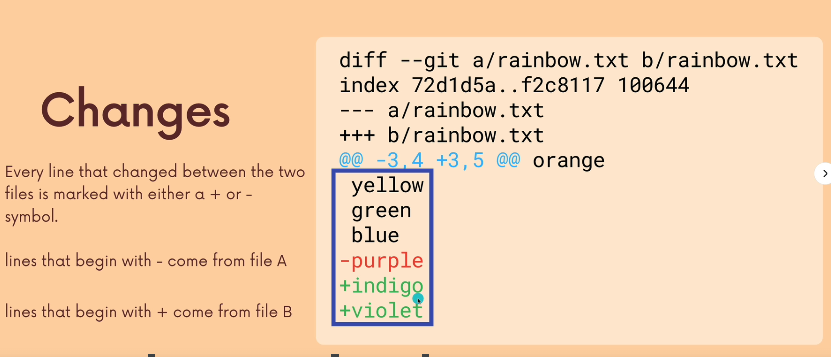 Changes
Every line that changed between the two
files is marked with either a + or -
symbol.
lines that begin with - come from file A
lines that begin with + come from file B
diff --git a/rainbow.txt b/rainbow.txt
index 72d1d5a..f2c8117 100644
--- a/rainbow.txt
+++ b/rainbow.txt
@@ -3,4 +3,5 @@ orange
 yellow
 green
 blue
-purple
+indigo
+violet